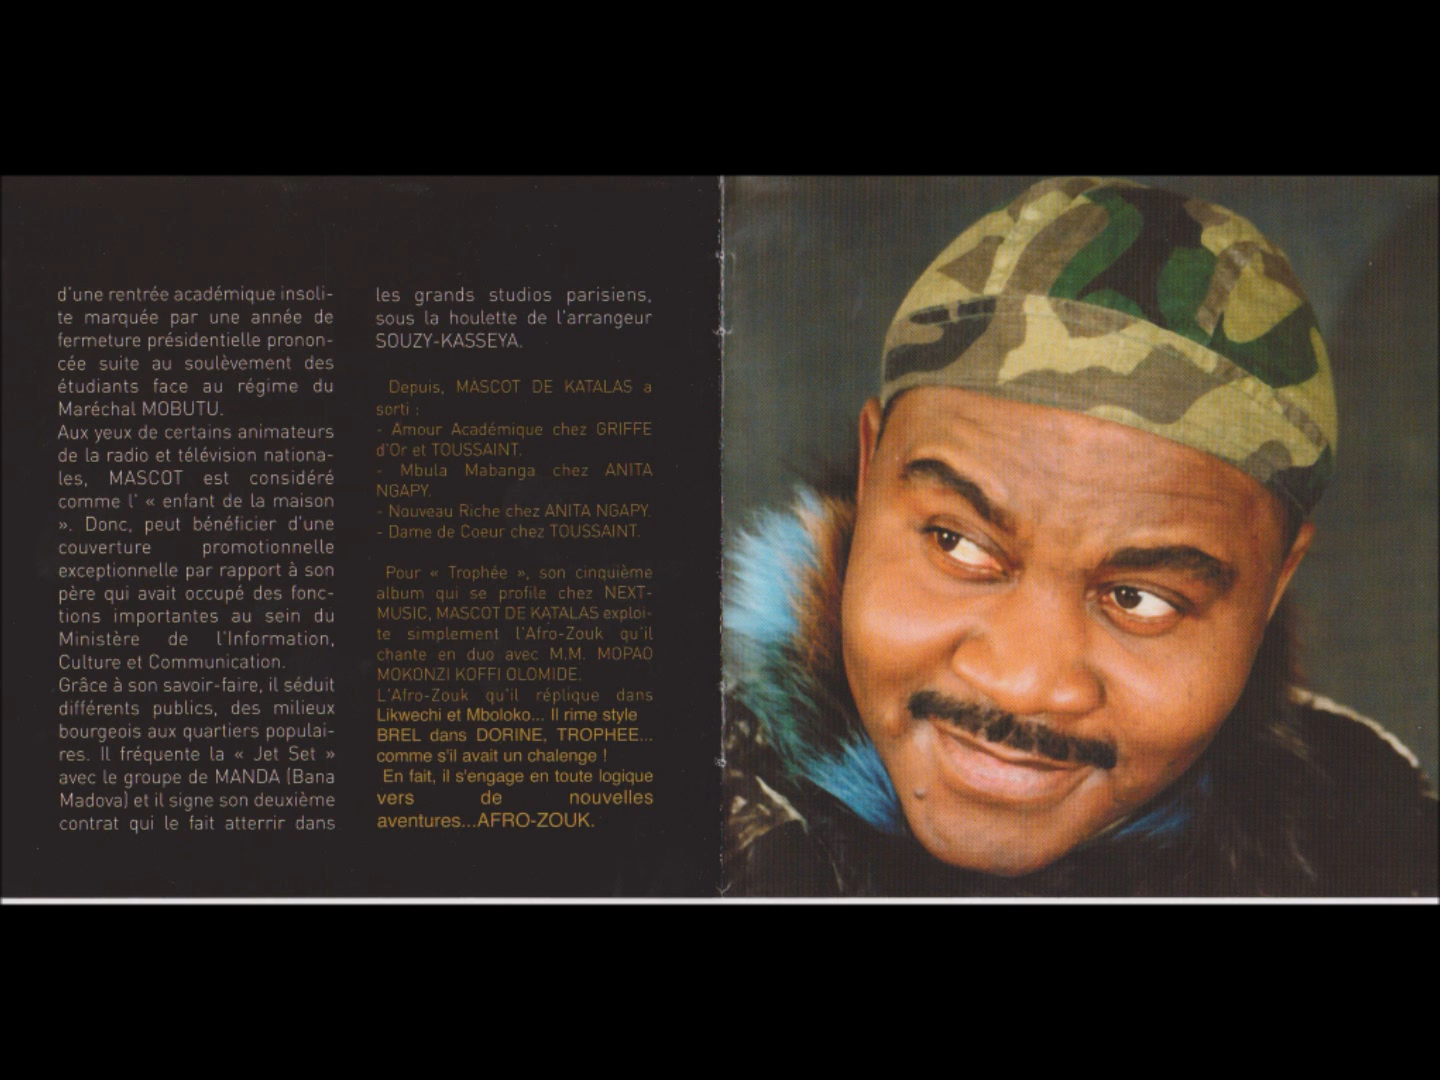 d'une rentrée académique insoli-
te marquée par une année de
fermeture présidentielle pronon-
cée suite au soulèvement des
étudiants face au régime du
Maréchal MOBUTU.
Aux yeux de certains animateurs
de la radio et télévision nationa-
les, MASCOT est considéré
comme l' « enfant de la maison
». Donc, peut bénéficier d'une
couverture promotionnelle
exceptionnelle par rapport à son
père qui avait occupé des fonc-
tions importantes au sein du
Ministère de l'Information,
Culture et Communication.
Grâce à son savoir-faire, il séduit
différents publics, des milieux
bourgeois aux quartiers populai-
res. Il fréquente la « Jet Set »
avec le groupe de MANDA (Bana
Madova) et il signe son deuxième
contrat qui le fait atterrir dans
les grands studios parisiens,
sous la houlette de l'arrangeur
SOUZY-KASSEYA.
Depuis, MASCOT DE KATALAS a
sorti :
- Amour Académique chez GRIFFE
d'Or et TOUSSAINT.
- Mbula Mabanga chez ANITA
NGAPY.
- Nouveau Riche chez ANITA NGAPY.
- Dame de Coeur chez TOUSSAINT.
Pour « Trophée », son cinquième
album qui se profile chez NEXT-
MUSIC, MASCOT DE KATALAS exploi-
te simplement l'Afro-Zouk qu'il
chante en duo avec M.M. MOPAO
MOKONZI KOFFI OLOMIDE.
L'Afro-Zouk qu'il réplique dans
Likwechi et Mboloko... Il rime style
BREL dans DORINE, TROPHEE...
comme s'il avait un chalenge !
En fait, il s'engage en toute logique
vers de nouvelles
aventures...AFRO-ZOUK.